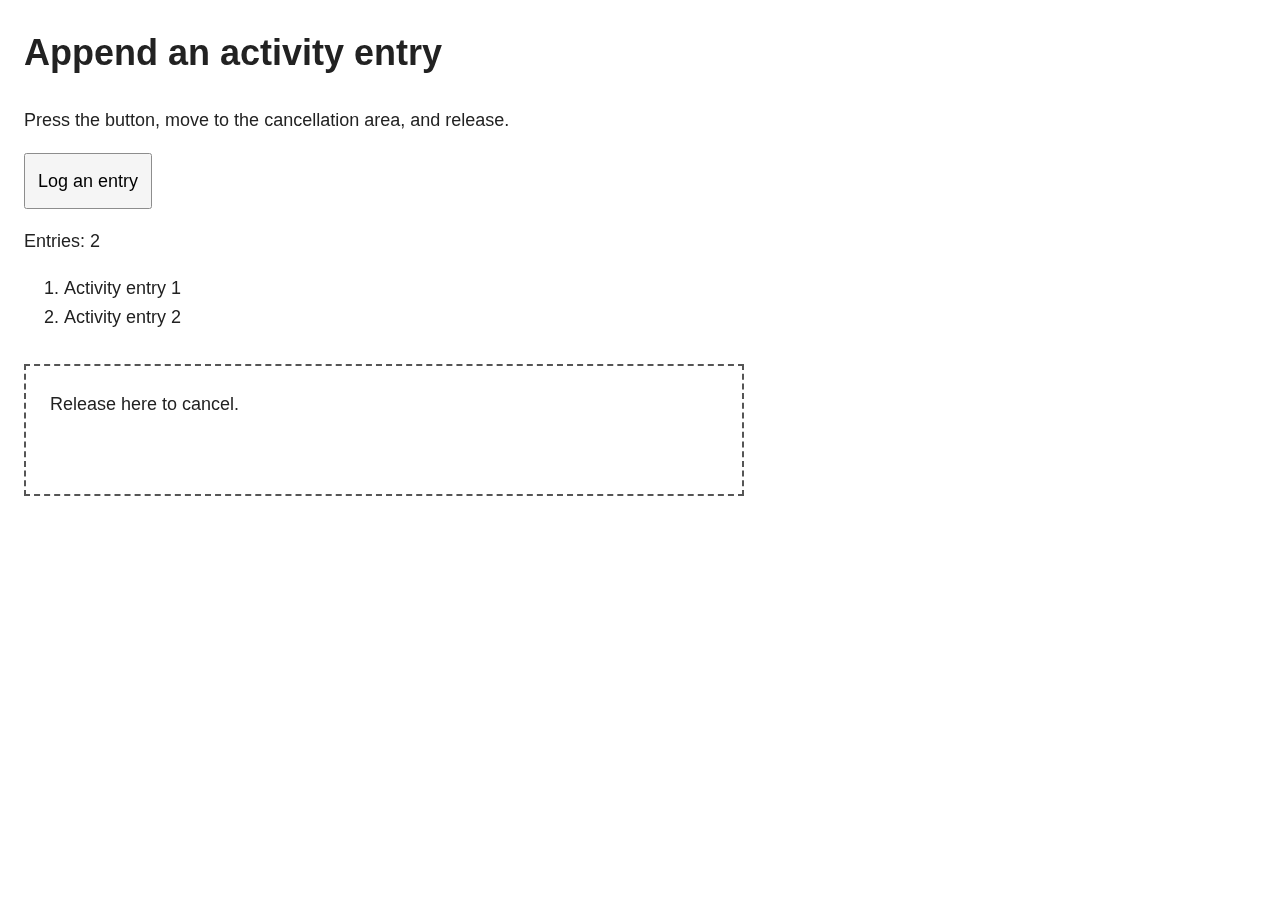 Append an activity entry
Press the button, move to the cancellation area, and release.
Log an entry
Entries: 2
1. Activity entry 1
2. Activity entry 2
Release here to cancel.